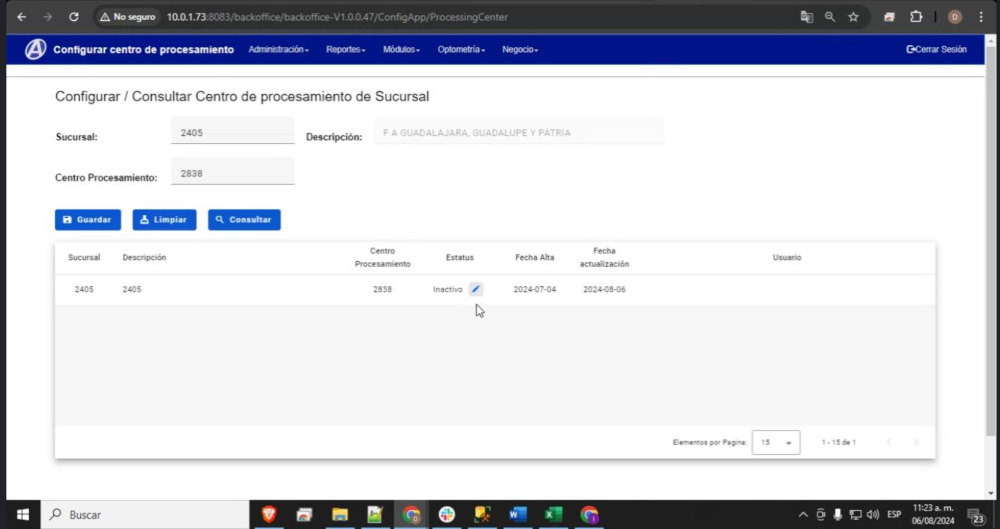 No seguro
10.0.1.73:8083/backoffice/backoffice-V1.0.0.47/ConfigApp/ProcessingCenter
D
Configurar centro de procesamiento
Administración
Reportes
Módulos
Optometría
Negocio
Cerrar Sesión
Configurar / Consultar Centro de procesamiento de Sucursal
Sucursal: 2405 Descripción: F A GUADALAJARA, GUADALUPE Y PATRIA
Centro Procesamiento: 2838
Guardar Limpiar Consultar
Sucursal Descripción Centro Procesamiento Estatus Fecha Alta Fecha actualización Usuario
2405 2405 2838 Inactivo 2024-07-04 2024-08-06
Elementos por Pagina: 15 1 - 15 de 1
Buscar
ESP
11:23 a. m.
06/08/2024
23